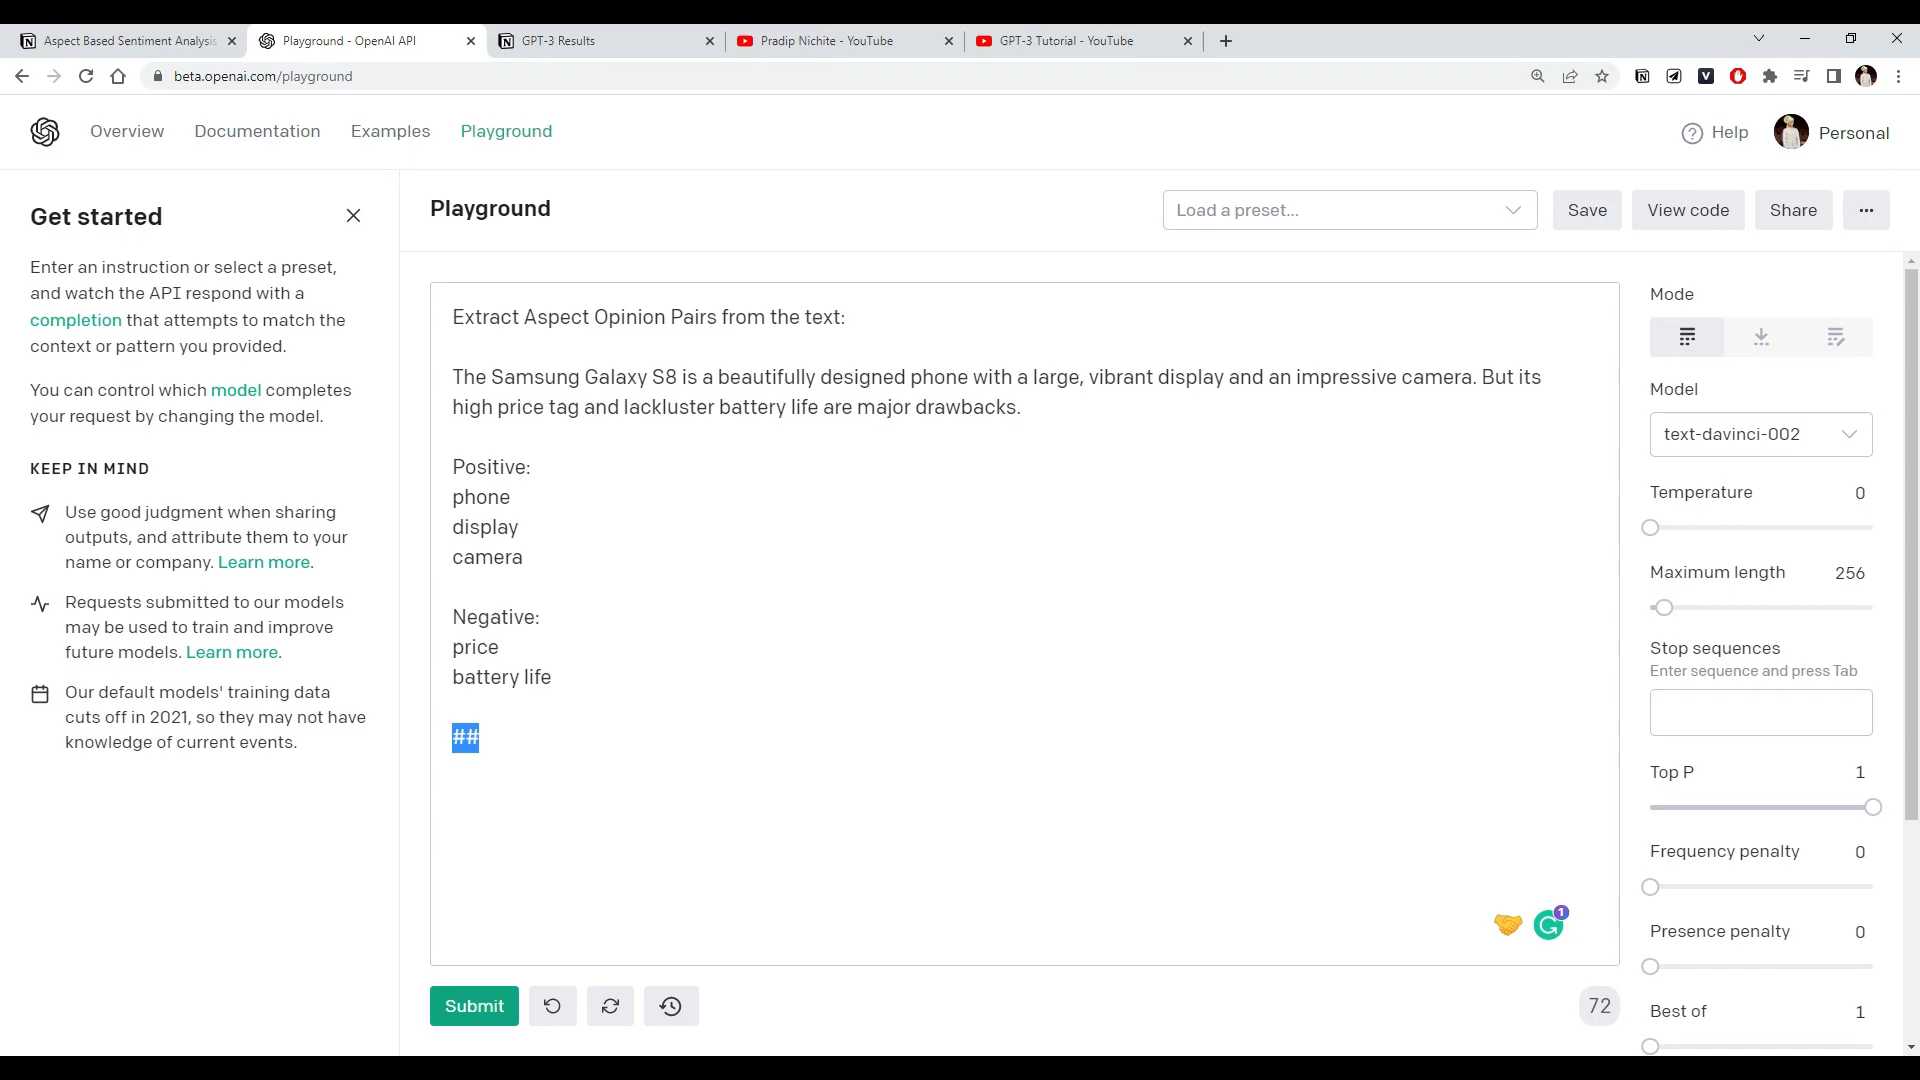 Aspect Based Sentiment Analysis
Playground - OpenAI API
GPT-3 Results
Pradip Nichite - YouTube
GPT-3 Tutorial - YouTube
beta.openai.com/playground
Overview
Documentation
Examples
Playground
Help
Personal
Get started
Enter an instruction or select a preset,
and watch the API respond with a
completion that attempts to match the
context or pattern you provided.
You can control which model completes
your request by changing the model.
KEEP IN MIND
Use good judgment when sharing
outputs, and attribute them to your
name or company. Learn more.
Requests submitted to our models
may be used to train and improve
future models. Learn more.
Our default models' training data
cuts off in 2021, so they may not have
knowledge of current events.
Playground
Load a preset...
Save
View code
Share
...
Extract Aspect Opinion Pairs from the text:
The Samsung Galaxy S8 is a beautifully designed phone with a large, vibrant display and an impressive camera. But its
high price tag and lackluster battery life are major drawbacks.
Positive:
phone
display
camera
Negative:
price
battery life
##
1
Submit
72
Mode
Model
text-davinci-002
Temperature 0
Maximum length 256
Stop sequences
Enter sequence and press Tab
Top P 1
Frequency penalty 0
Presence penalty 0
Best of 1